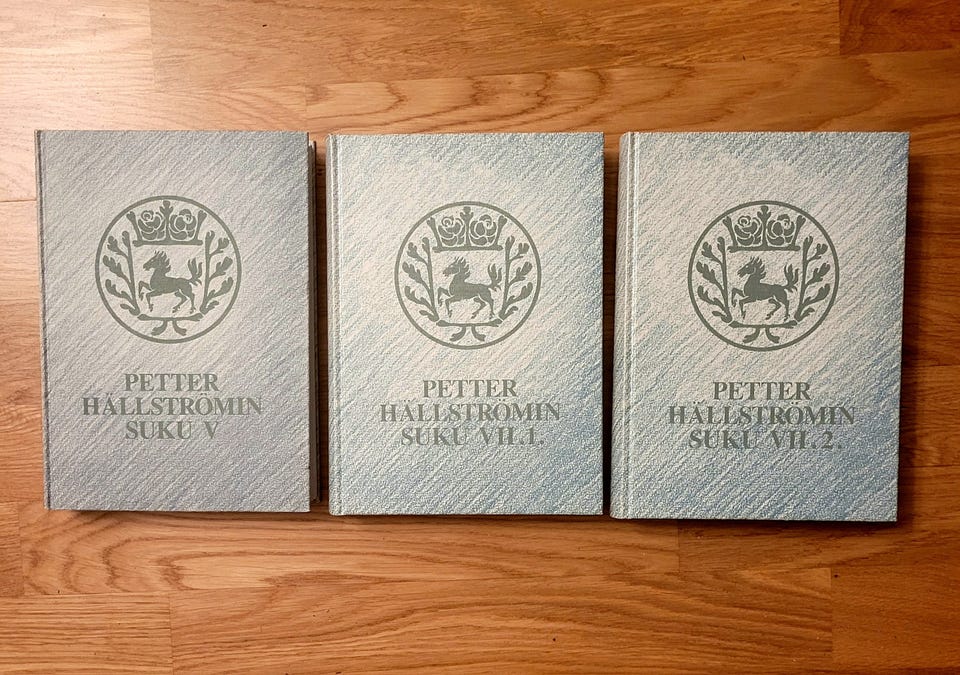 PETTER
HÄLLSTRÖMIN
SUKU V
PETTER
HÄLLSTRÖMIN
SUKU VII.1.
PETTER
HÄLLSTRÖMIN
SUKU VII.2.